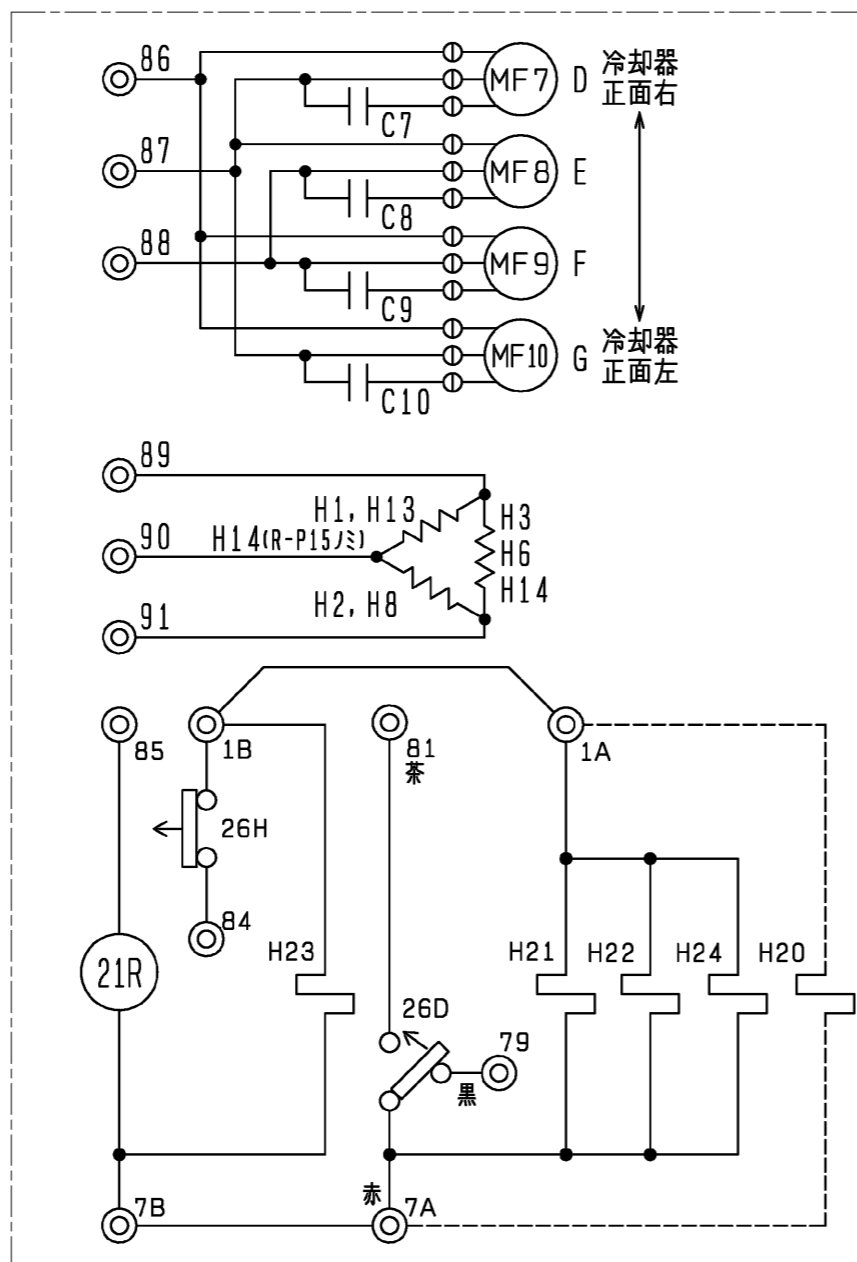 86
MF7
D
冷却器
正面右
C7
87
MF8
E
C8
88
MF9
F
C9
MF10
G
冷却器
正面左
C10
89
H1, H13
H3
90
H14(R-P15ノミ)
H6
H14
H2, H8
91
85
1B
81
茶
1A
26H
84
H23
H21
H22
H24
H20
21R
26D
79
黒
赤
7B
7A